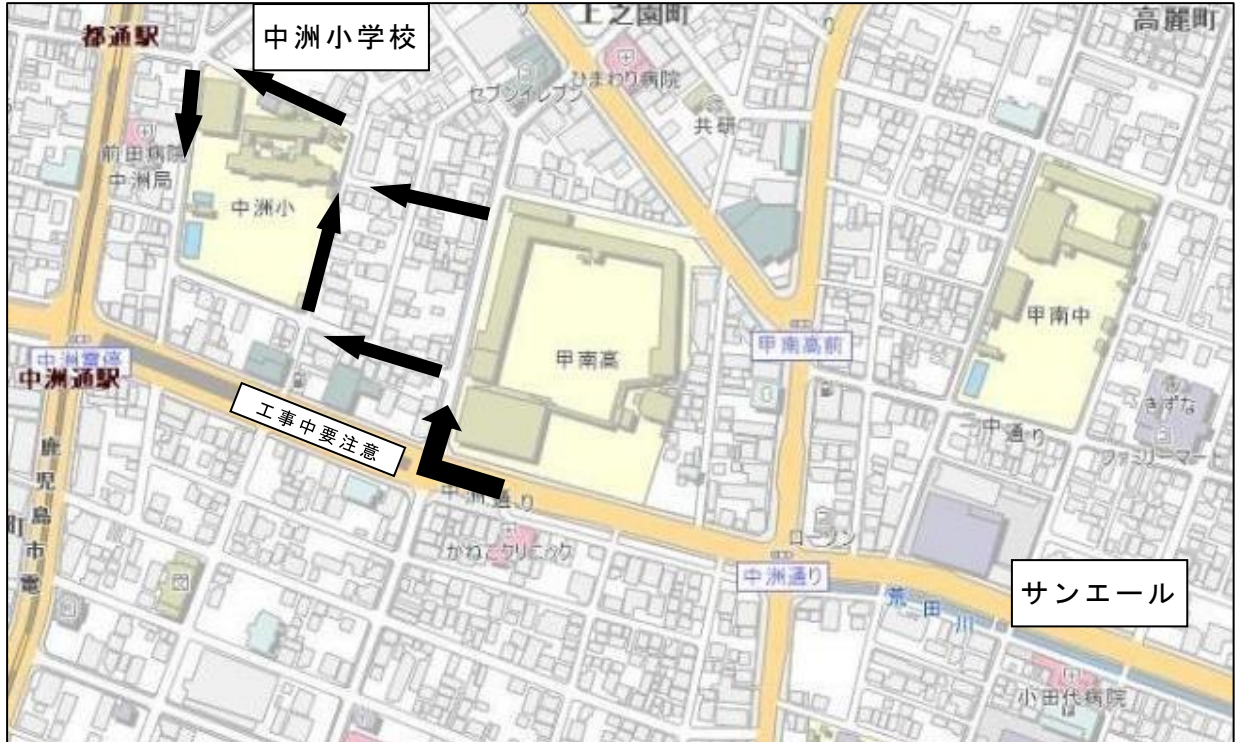 上之園町
高麗町
都通駅
中洲小学校
ひまわり病院
セブンイレブン
共研
前田病院
中洲局
中洲小
甲南中
甲南高前
甲南高
中洲電停
中洲通駅
きずな
中通り
ファミリーマート
工事中要注意
鹿児島市電
町
中洲通り
ローソン
かねこクリニック
中洲通り
サンエール
荒田川
小田代病院